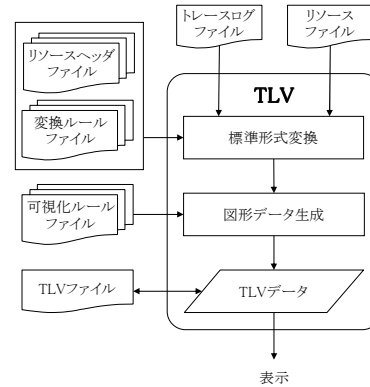 トレースログ
ファイル
リソース
ファイル
リソースヘッダ
ファイル
変換ルール
ファイル
TLV
標準形式変換
可視化ルール
ファイル
図形データ生成
TLVファイル
TLVデータ
表示